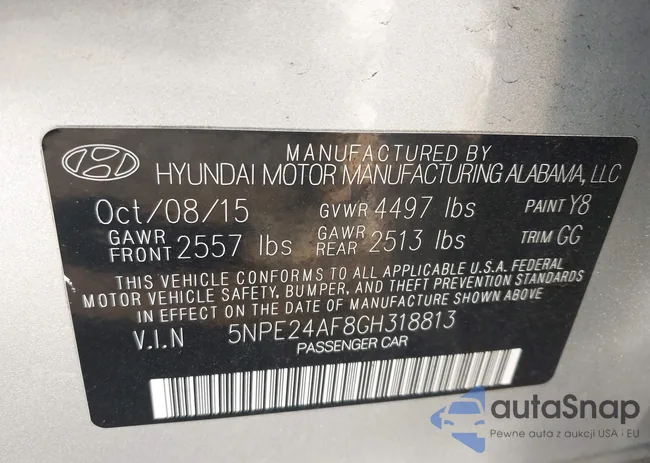 MANUFACTURED BY
HYUNDAI MOTOR MANUFACTURING ALABAMA, LLC
Oct/08/15 GVWR 4497 lbs PAINT Y8
GAWR FRONT 2557 lbs GAWR REAR 2513 lbs TRIM GG
THIS VEHICLE CONFORMS TO ALL APPLICABLE U.S.A. FEDERAL
MOTOR VEHICLE SAFETY, BUMPER, AND THEFT PREVENTION STANDARDS
IN EFFECT ON THE DATE OF MANUFACTURE SHOWN ABOVE.
V.I.N 5NPE24AF8GH318813
PASSENGER CAR
autaSnap
Pewne auta z aukcji USA i EU